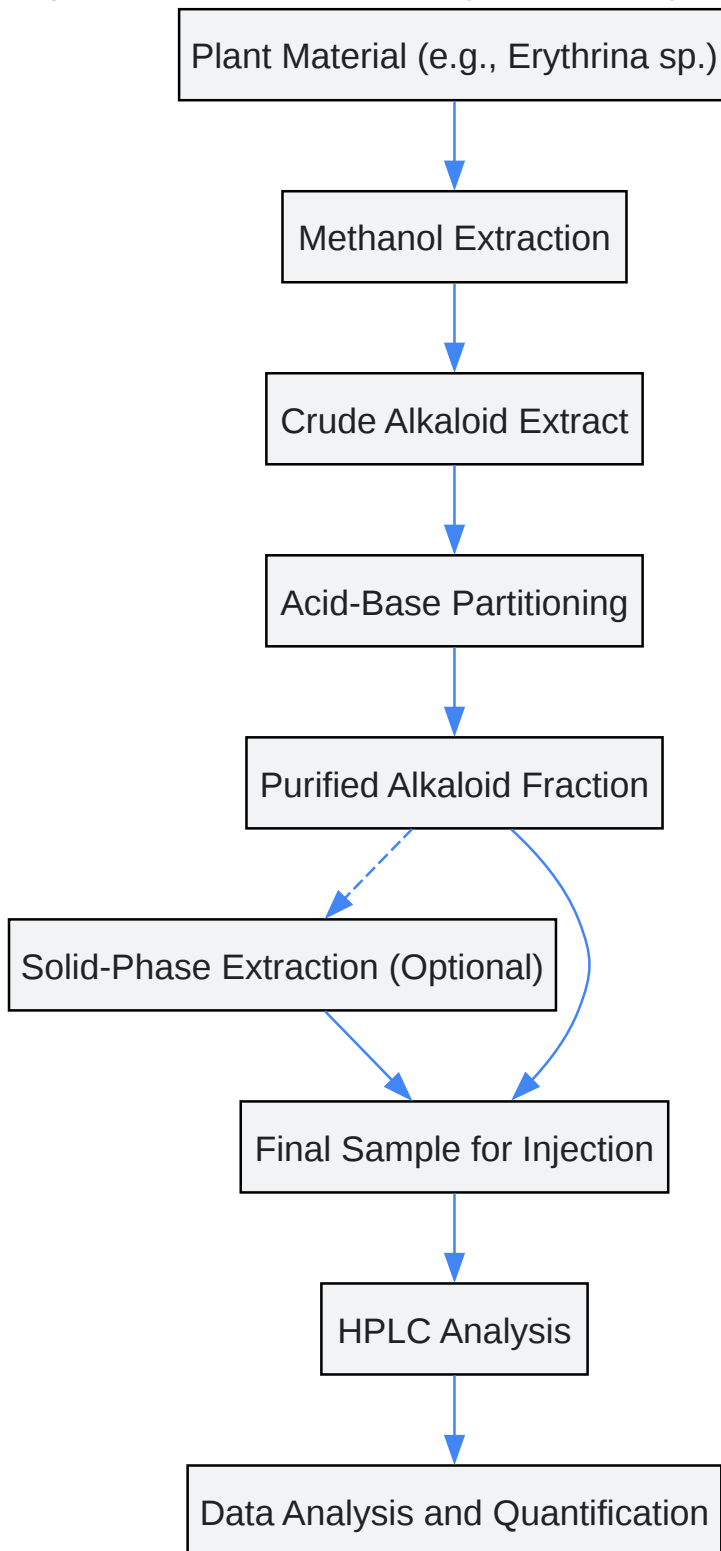 Plant Material (e.g., Erythrina sp.)
Methanol Extraction
Crude Alkaloid Extract
Acid-Base Partitioning
Purified Alkaloid Fraction
Solid-Phase Extraction (Optional)
Final Sample for Injection
HPLC Analysis
Data Analysis and Quantification